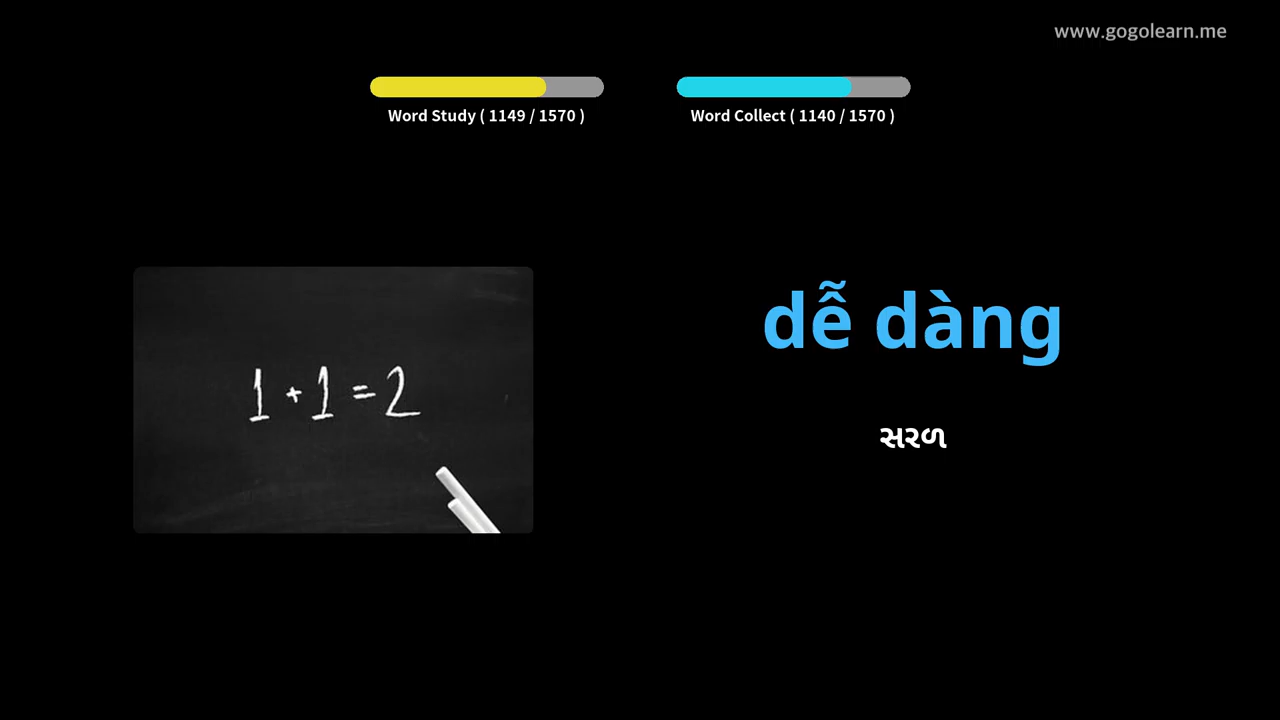 www.gogolearn.me
Word Study ( 1149 / 1570 )
Word Collect ( 1140 / 1570 )
1 + 1 = 2
dễ dàng
સરળ